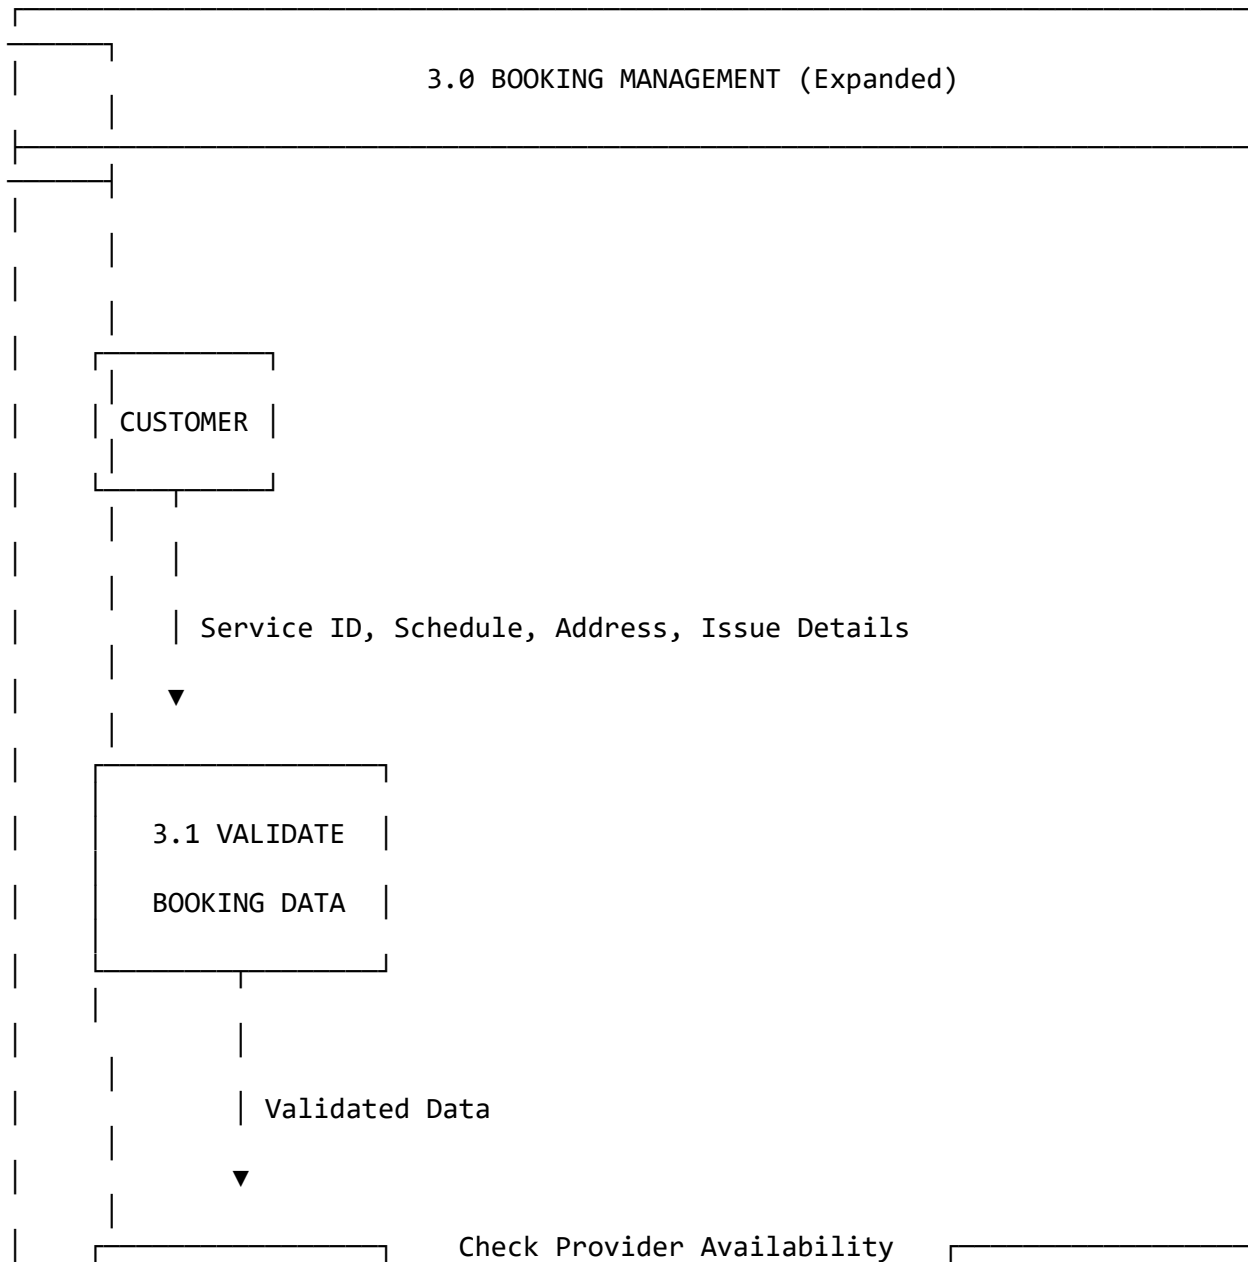 3.0 BOOKING MANAGEMENT (Expanded)
CUSTOMER
Service ID, Schedule, Address, Issue Details
3.1 VALIDATE
BOOKING DATA
Validated Data
Check Provider Availability